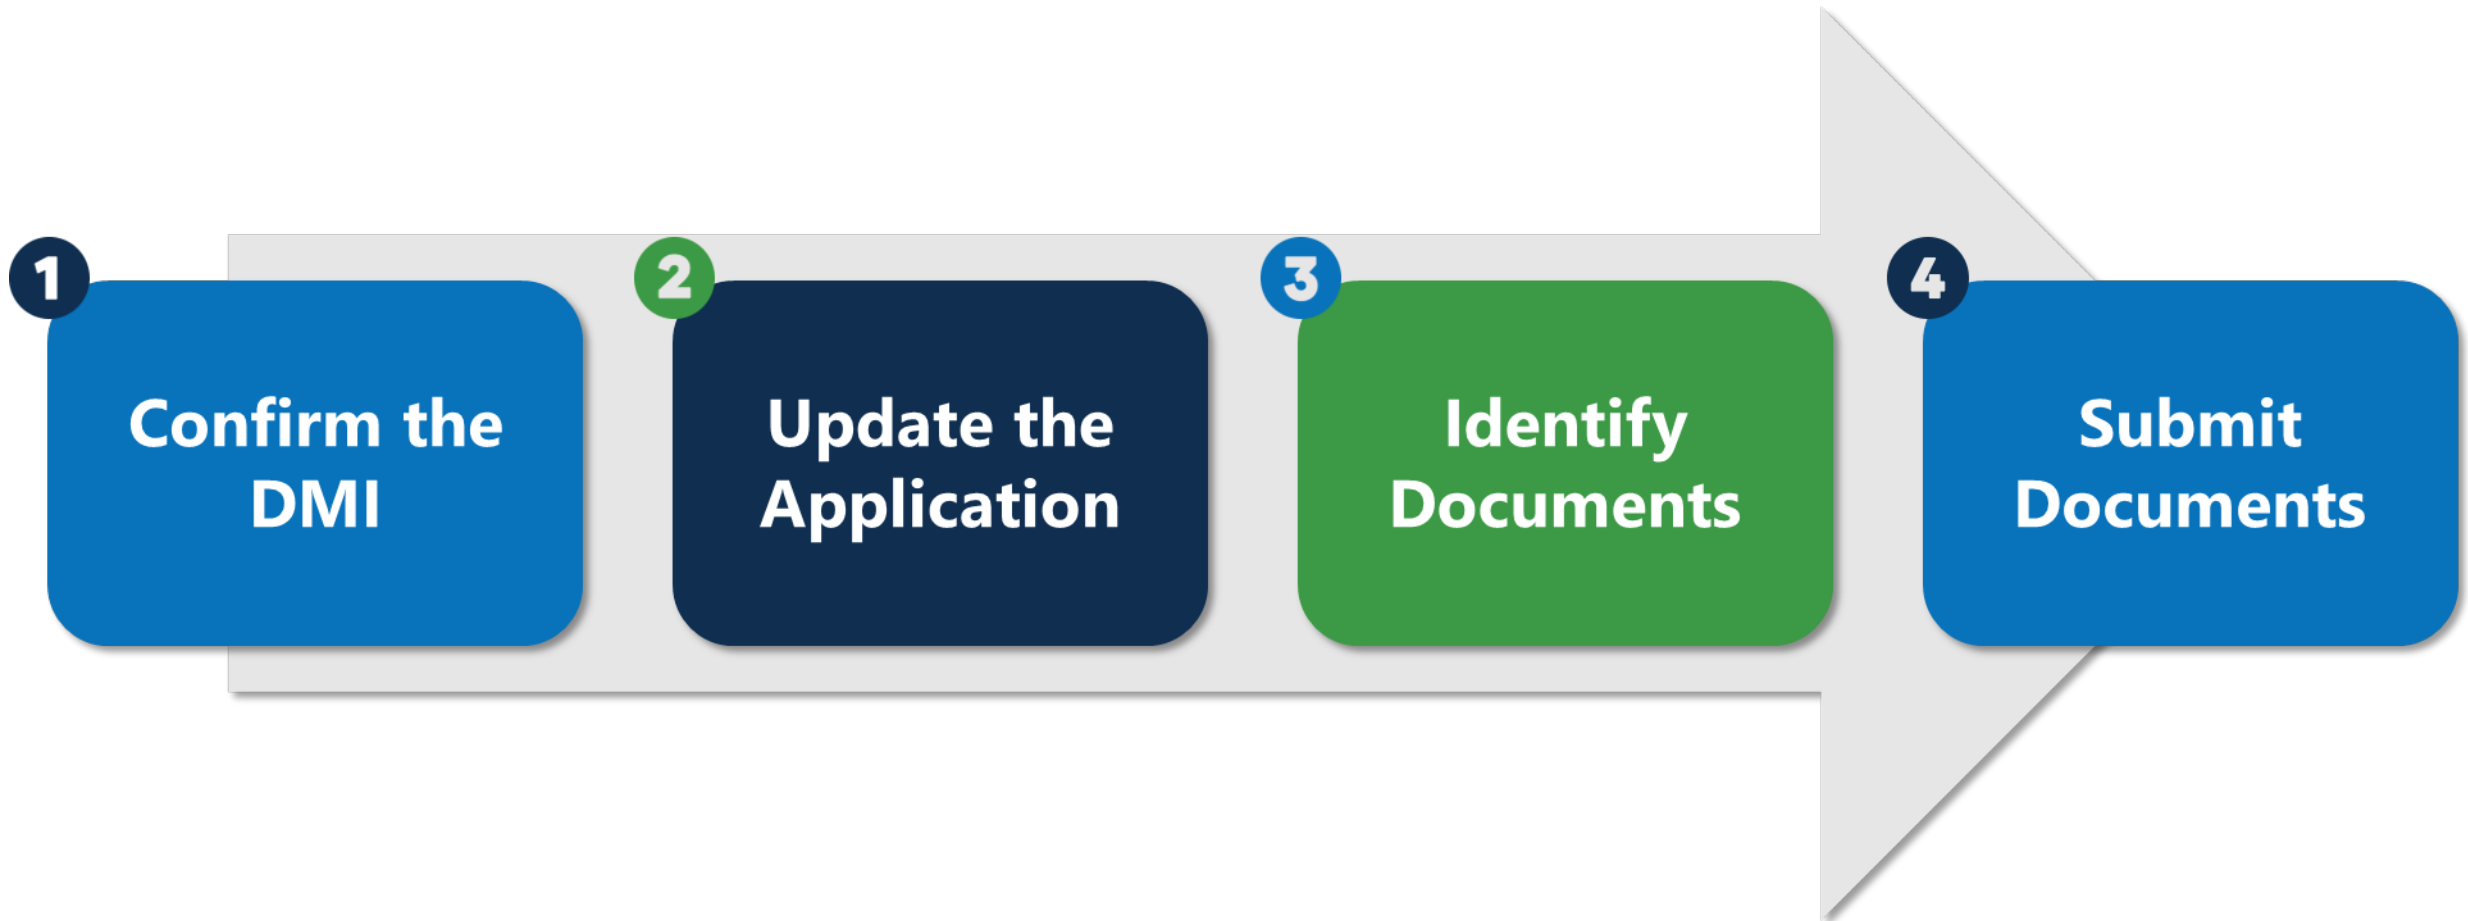 1
Confirm the
DMI
2
Update the
Application
3
Identify
Documents
4
Submit
Documents